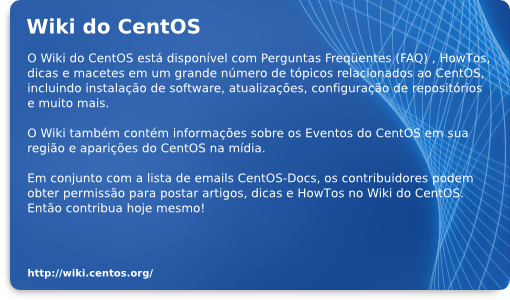 Wiki do CentOS
O Wiki do CentOS está disponível com Perguntas Freqüentes (FAQ) , HowTos,
dicas e macetes em um grande número de tópicos relacionados ao CentOS,
incluindo instalação de software, atualizações, configuração de repositórios
e muito mais.
O Wiki também contém informações sobre os Eventos do CentOS em sua
região e aparições do CentOS na mídia.
Em conjunto com a lista de emails CentOS-Docs, os contribuidores podem
obter permissão para postar artigos, dicas e HowTos no Wiki do CentOS.
Então contribua hoje mesmo!
http://wiki.centos.org/